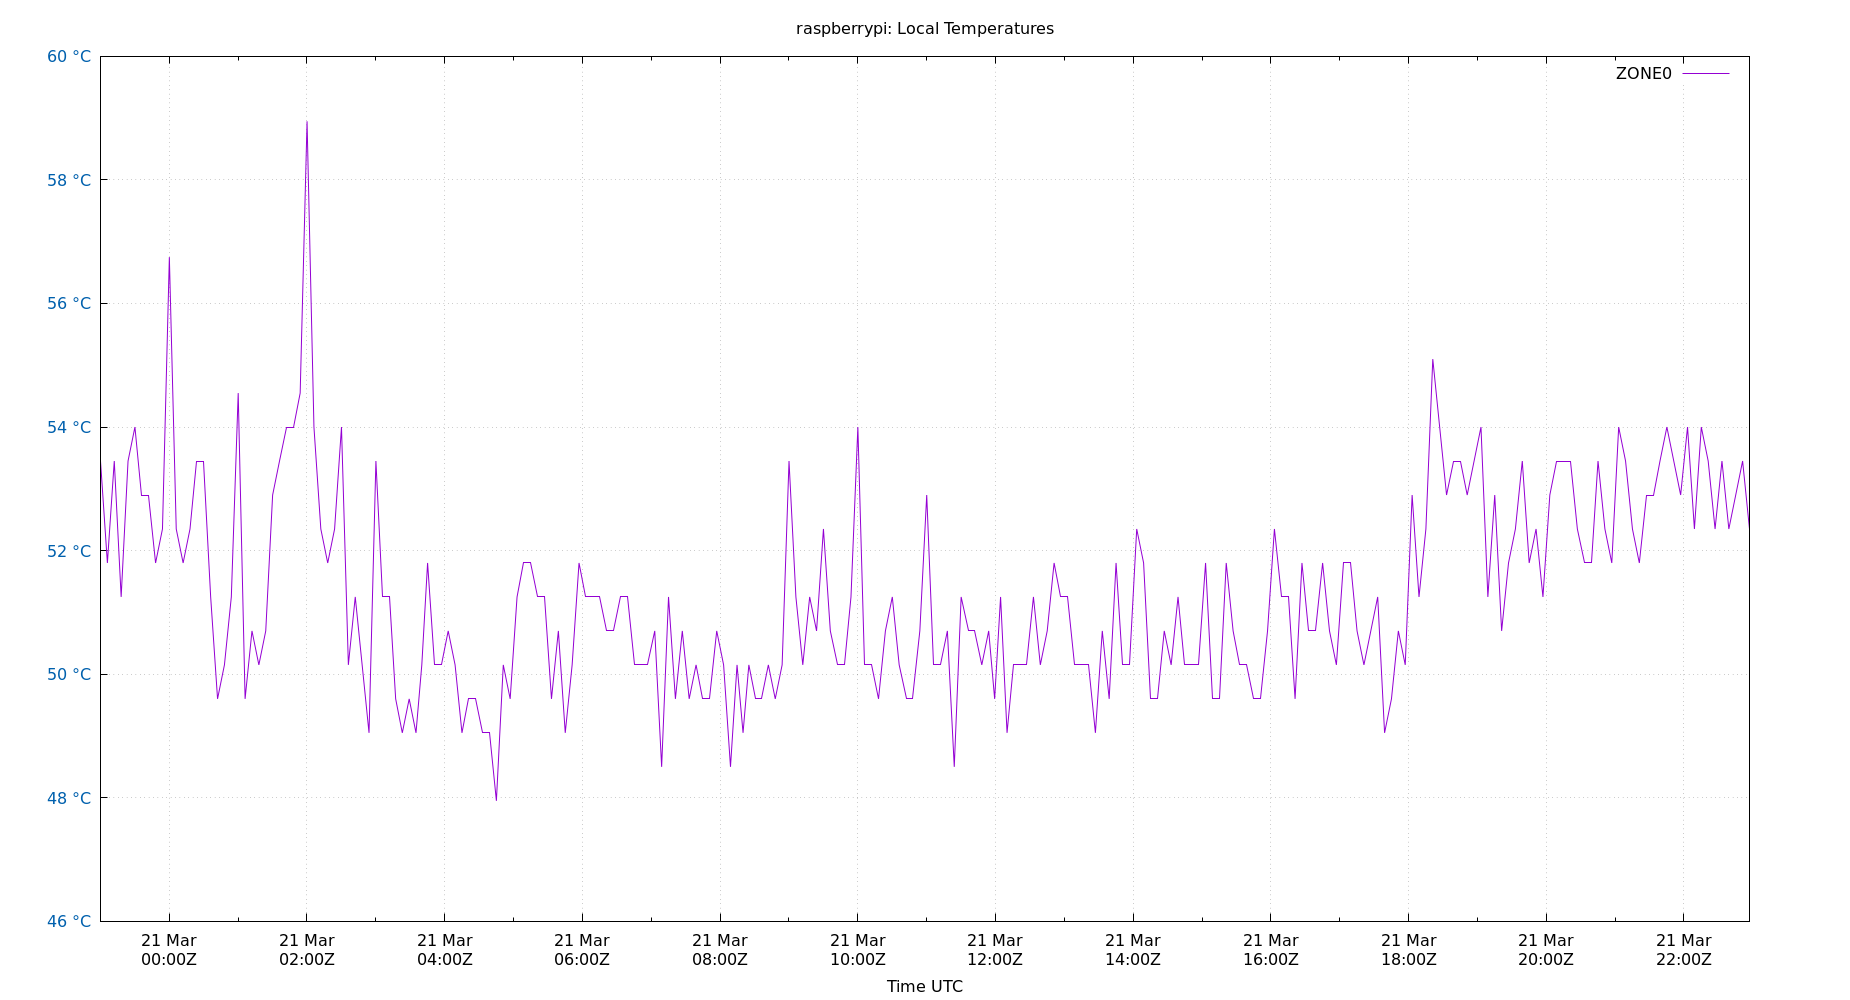 raspberrypi: Local Temperatures
60 °C
ZONE0
58 °C
56 °C
54 °C
52 °C
50 °C
48 °C
46 °C
21 Mar 21 Mar 21 Mar 21 Mar 21 Mar 21 Mar 21 Mar 21 Mar 21 Mar 21 Mar 21 Mar 21 Mar
00:00Z 02:00Z 04:00Z 06:00Z 08:00Z 10:00Z 12:00Z 14:00Z 16:00Z 18:00Z 20:00Z 22:00Z
Time UTC